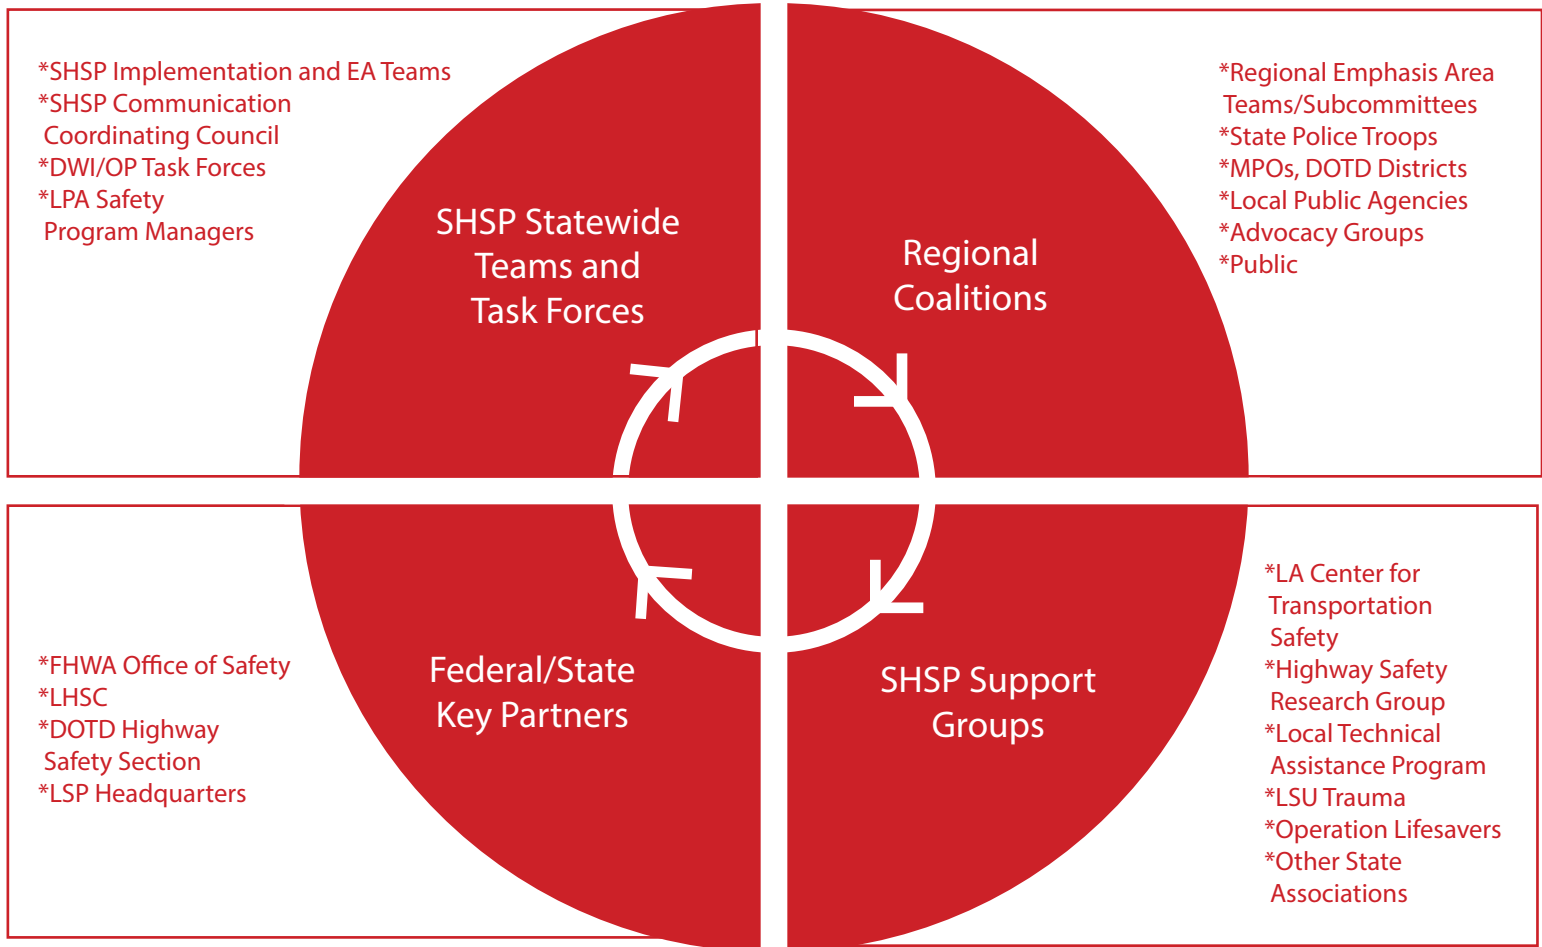 *SHSP Implementation and EA Teams
*SHSP Communication
Coordinating Council
*DWI/OP Task Forces
*LPA Safety
Program Managers
SHSP Statewide
Teams and
Task Forces
Regional
Coalitions
*Regional Emphasis Area
Teams/Subcommittees
*State Police Troops
*MPOs, DOTD Districts
*Local Public Agencies
*Advocacy Groups
*Public
*FHWA Office of Safety
*LHSC
*DOTD Highway
Safety Section
*LSP Headquarters
Federal/State
Key Partners
SHSP Support
Groups
*LA Center for
Transportation
Safety
*Highway Safety
Research Group
*Local Technical
Assistance Program
*LSU Trauma
*Operation Lifesavers
*Other State
Associations